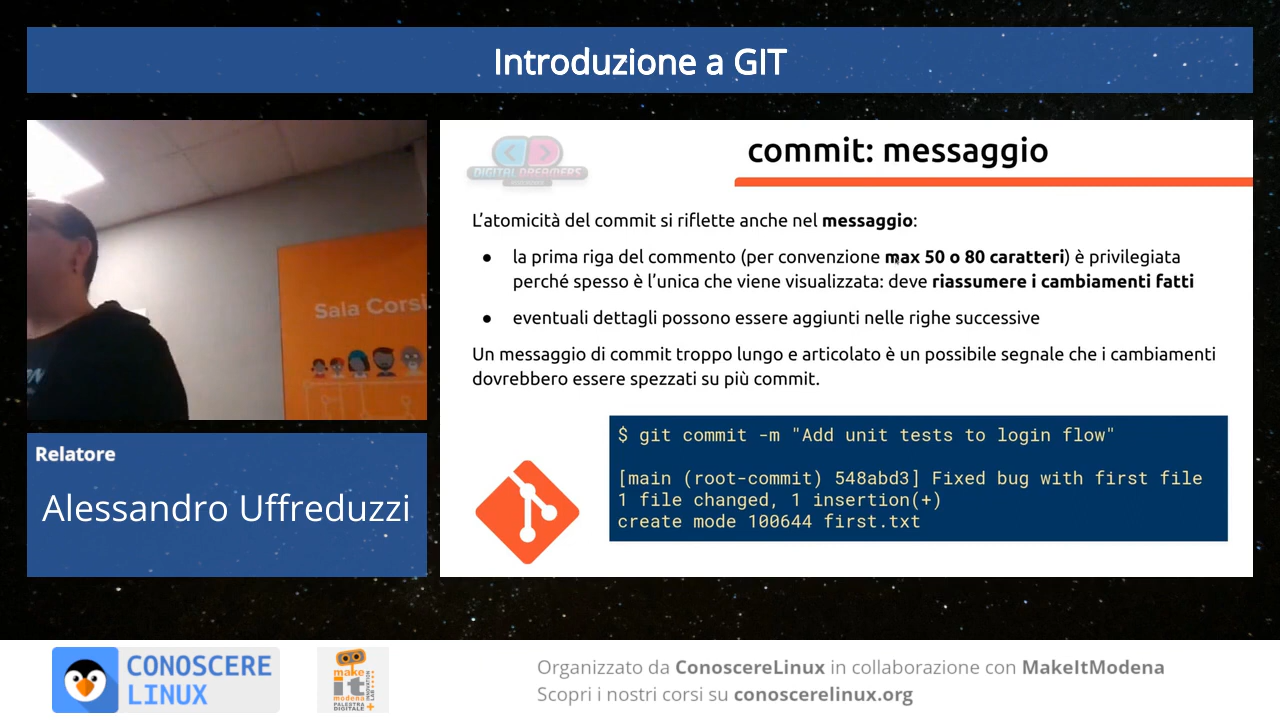 Introduzione a GIT
Sala Corsi
Relatore
Alessandro Uffreduzzi
DIGITAL DREAMERS
commit: messaggio
L'atomicità del commit si riflette anche nel messaggio:
● la prima riga del commento (per convenzione max 50 o 80 caratteri) è privilegiata
perché spesso è l'unica che viene visualizzata: deve riassumere i cambiamenti fatti
● eventuali dettagli possono essere aggiunti nelle righe successive
Un messaggio di commit troppo lungo e articolato è un possibile segnale che i cambiamenti
dovrebbero essere spezzati su più commit.
$ git commit -m "Add unit tests to login flow"
[main (root-commit) 548abd3] Fixed bug with first file
1 file changed, 1 insertion(+)
create mode 100644 first.txt
CONOSCERE
LINUX
make
it
modena
PALESTRA
DIGITALE
INNOVATION
LAB
Organizzato da ConoscereLinux in collaborazione con MakeItModena
Scopri i nostri corsi su conoscerelinux.org